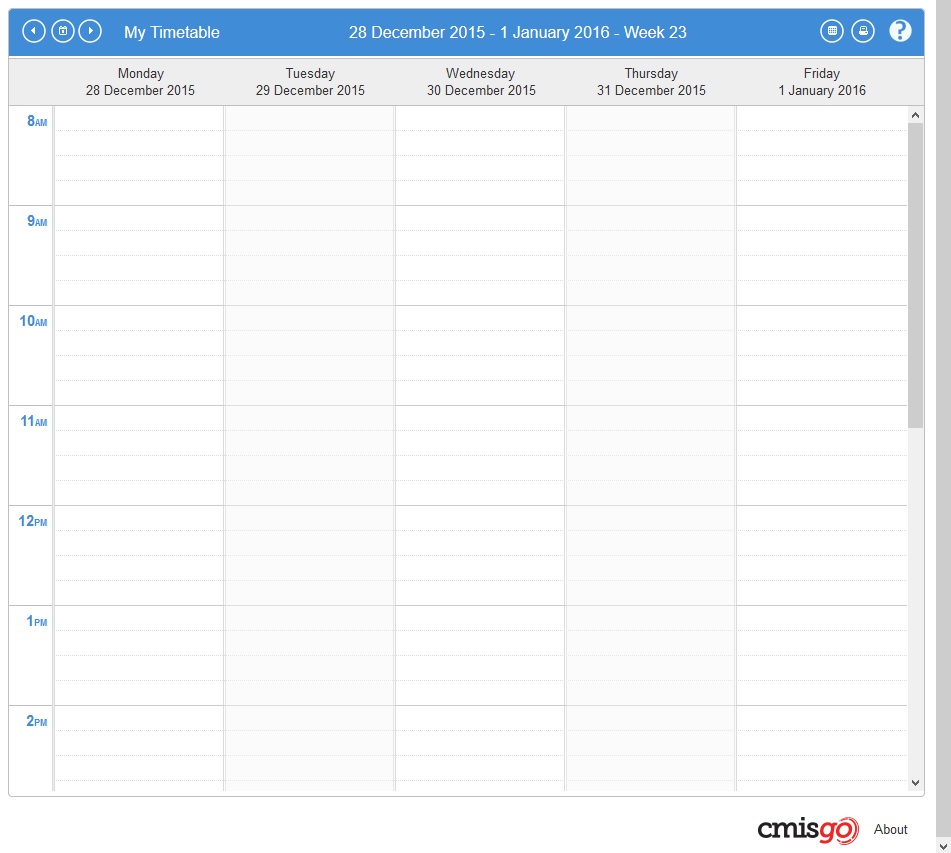 My Timetable
28 December 2015 - 1 January 2016 - Week 23
?
Monday
28 December 2015
Tuesday
29 December 2015
Wednesday
30 December 2015
Thursday
31 December 2015
Friday
1 January 2016
8AM
9AM
10AM
11AM
12PM
1PM
2PM
cmisgo
About